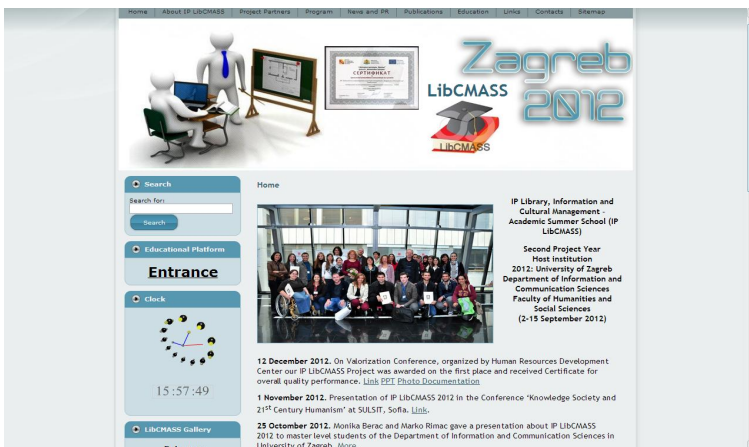 Home About IP LibCMASS Project Partners Program News and PR Publications Education Links Contacts Sitemap
СЕРТИФИКАТ
Zagreb
LibCMASS
2012
LibCMASS
Search
Search for:
Search
Educational Platform
Entrance
Clock
15:57:49
LibCMASS Gallery
Home
IP Library, Information and
Cultural Management –
Academic Summer School (IP
LibCMASS)
Second Project Year
Host institution
2012: University of Zagreb
Department of Information and
Communication Sciences
Faculty of Humanities and
Social Sciences
(2-15 September 2012)
12 December 2012. On Valorization Conference, organized by Human Resources Development
Center our IP LibCMASS Project was awarded on the first place and received Certificate for
overall quality performance. Link PPT Photo Documentation
1 November 2012. Presentation of IP LibCMASS 2012 in the Conference ‘Knowledge Society and
21st Century Humanism’ at SULSIT, Sofia. Link.
25 Octomber 2012. Monika Berac and Marko Rimac gave a presentation about IP LibCMASS
2012 to master level students of the Department of Information and Communication Sciences in
University of Zagreb. More